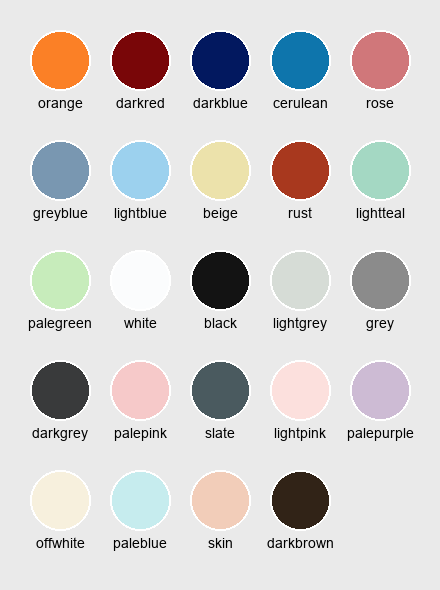 orange darkred darkblue cerulean rose
greyblue lightblue beige rust lightteal
palegreen white black lightgrey grey
darkgrey palepink slate lightpink palepurple
offwhite paleblue skin darkbrown